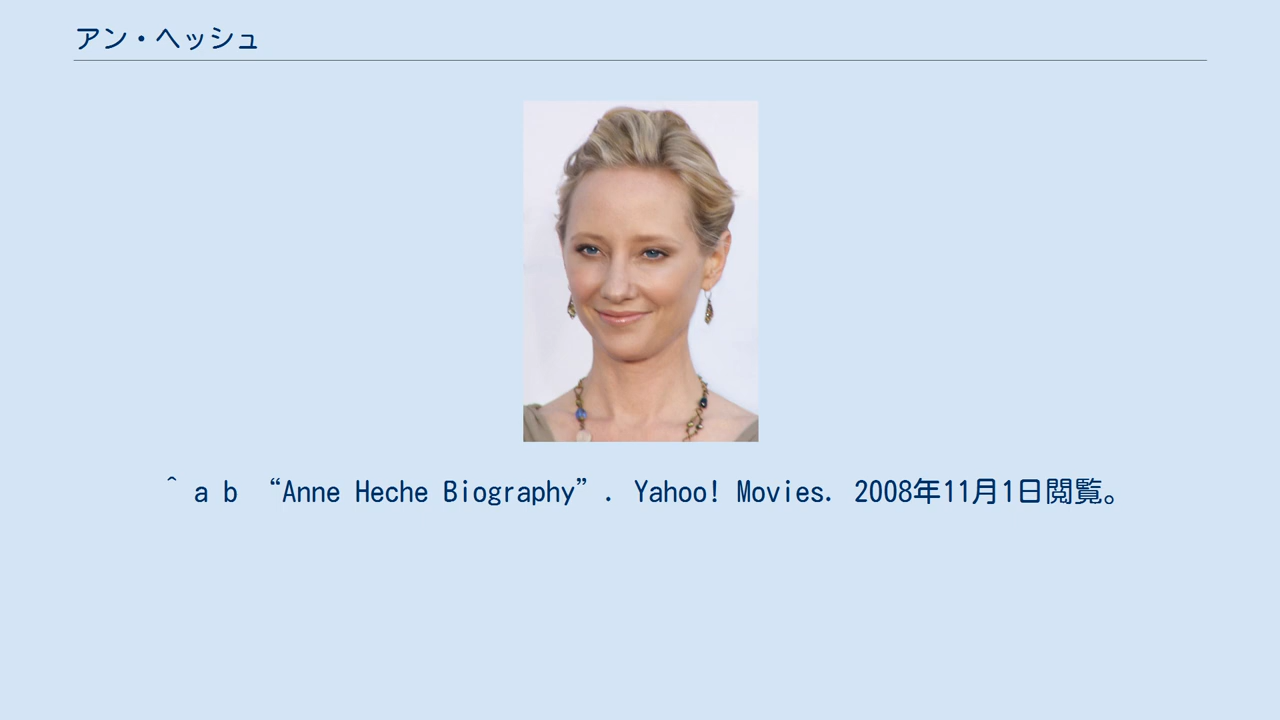 アン・ヘッシュ
^ a b “Anne Heche Biography”. Yahoo! Movies. 2008年11月1日閲覧。